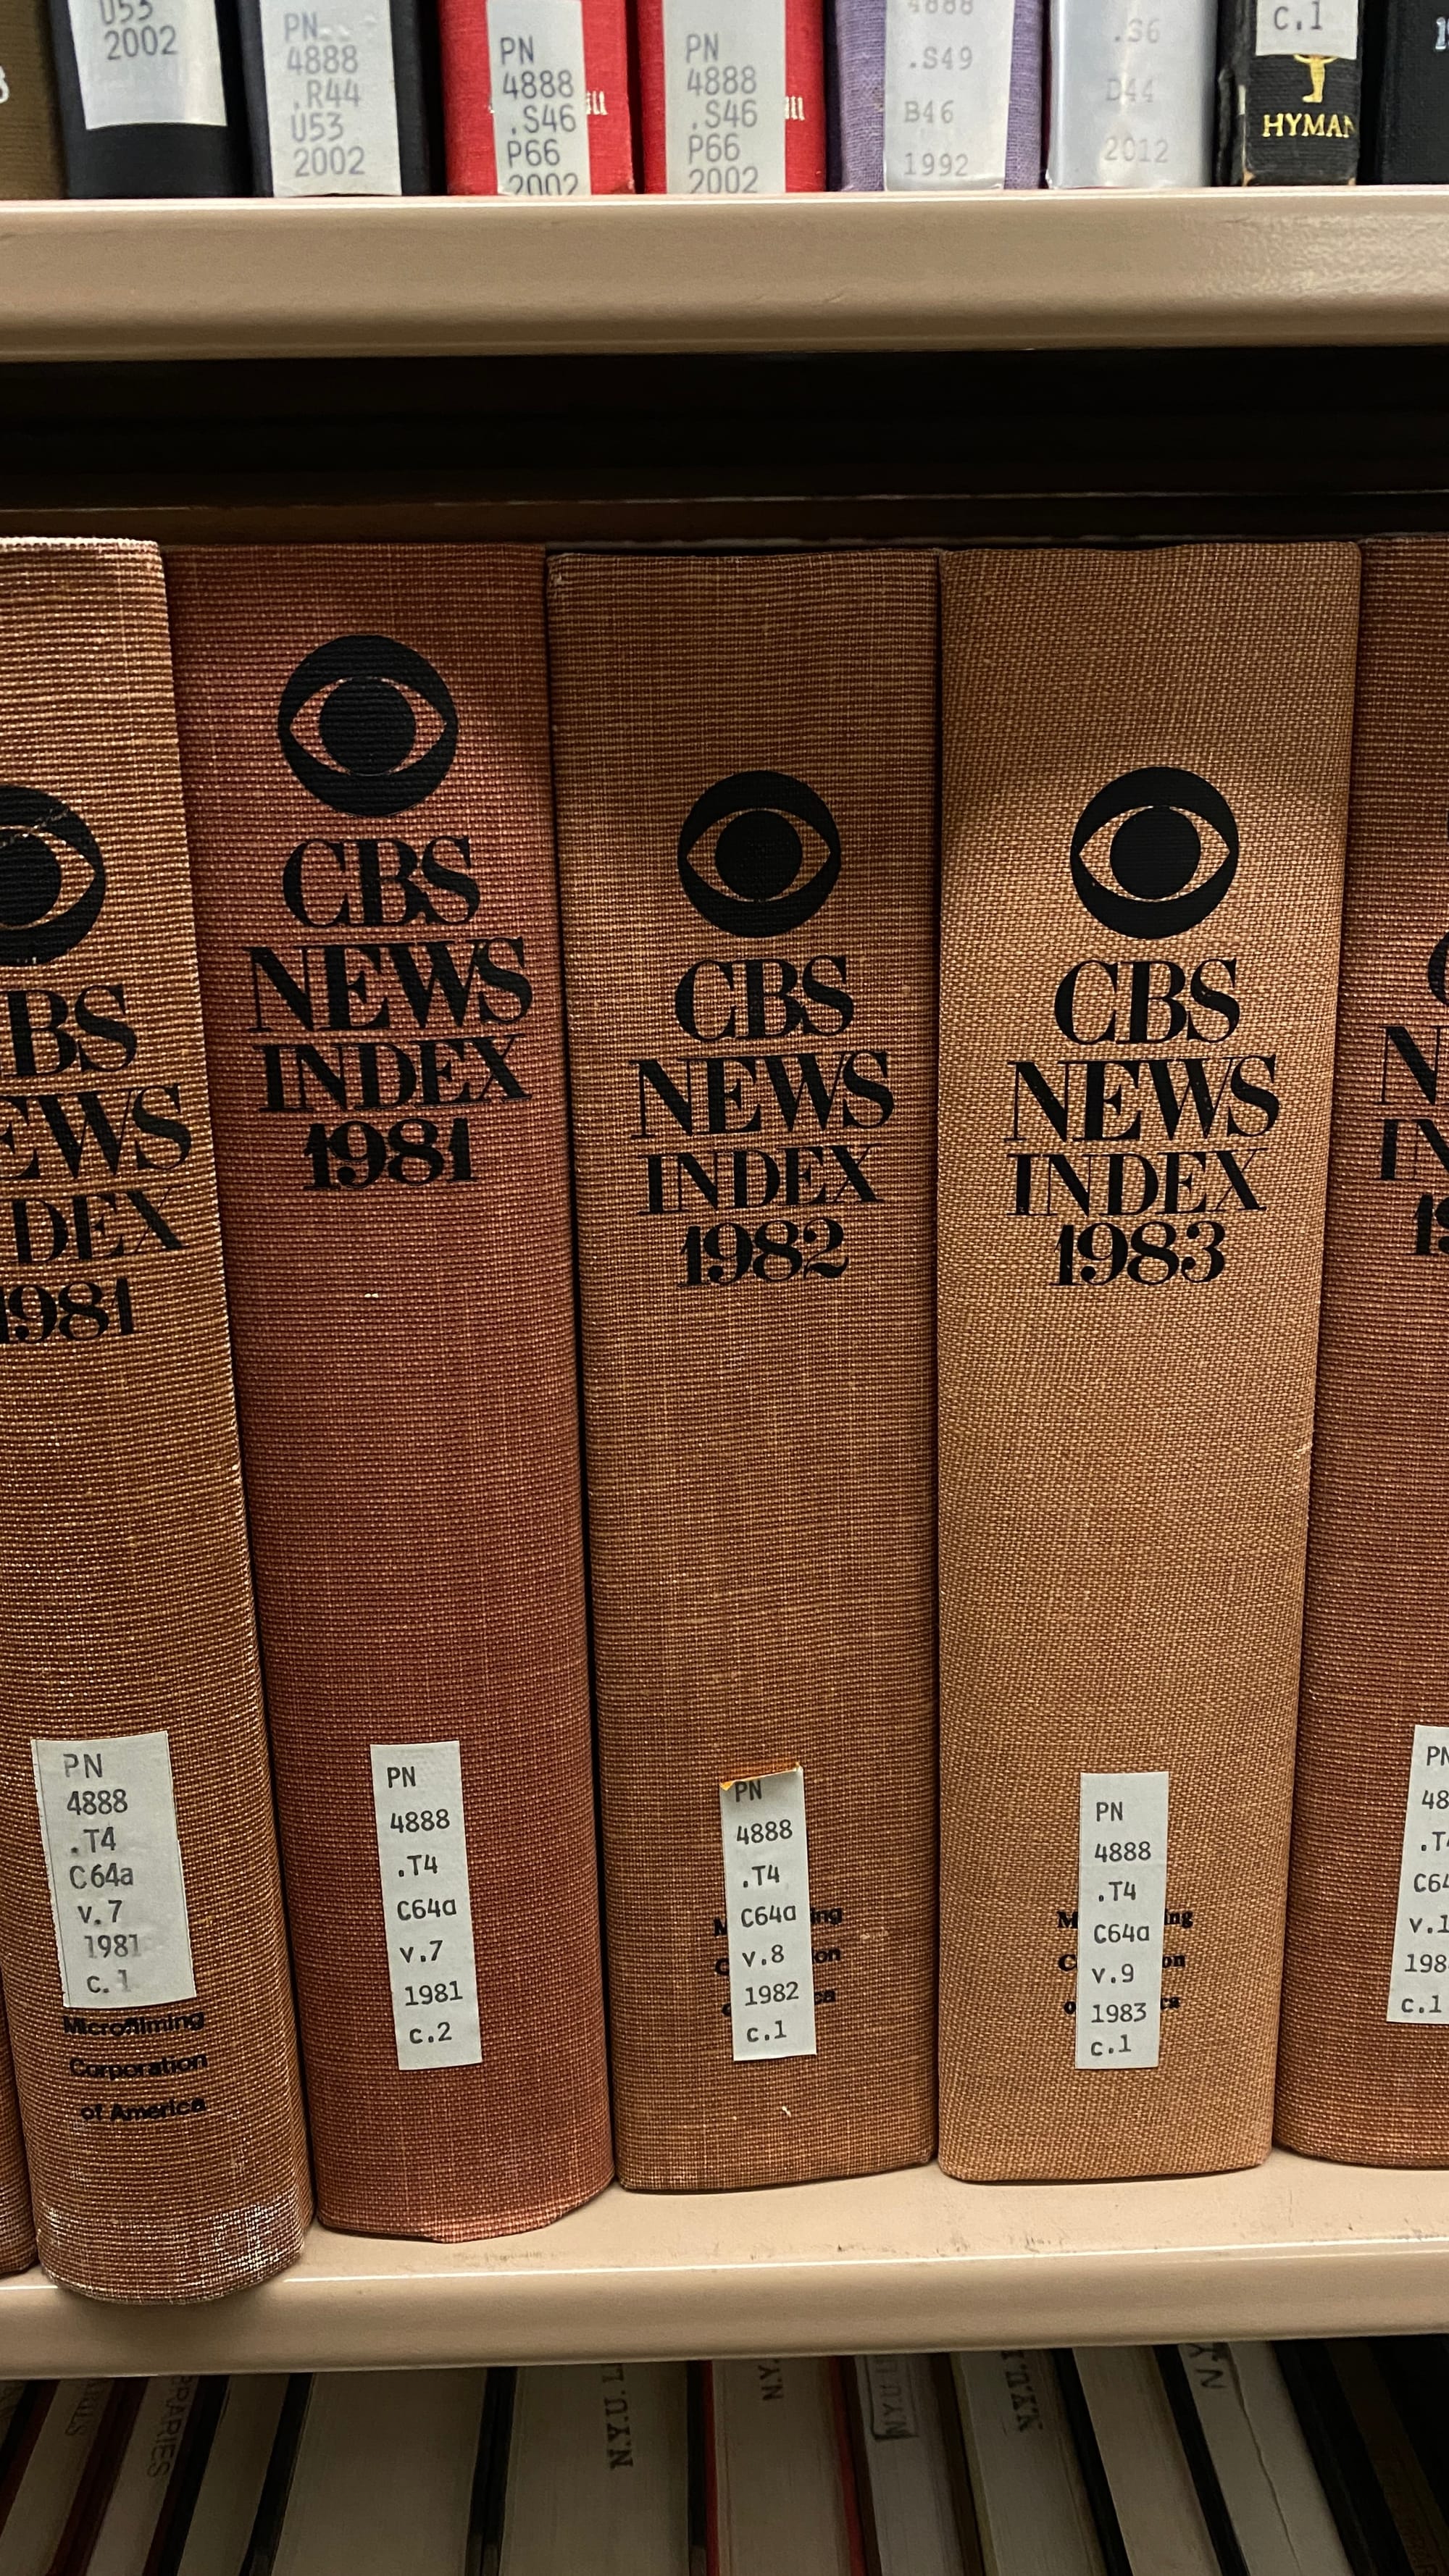 U53
2002
PN
4888
.R44
U53
2002
PN
4888
.S46
P66
2002
PN
4888
.S46
P66
2002
4888
.S49
B46
1992
.S6
D44
2012
c.1
HYMAN
1981
PN
4888
.T4
C64a
v.7
1981
c.1
Microfilming
Corporation
of America
CBS
NEWS
INDEX
1981
PN
4888
.T4
C64a
v.7
1981
c.2
CBS
NEWS
INDEX
1982
PN
4888
.T4
C64a
v.8
1982
c.1
CBS
NEWS
INDEX
1983
PN
4888
.T4
C64a
v.9
1983
c.1
c.1
N.Y.U.
N.Y.U.
N.Y.U.